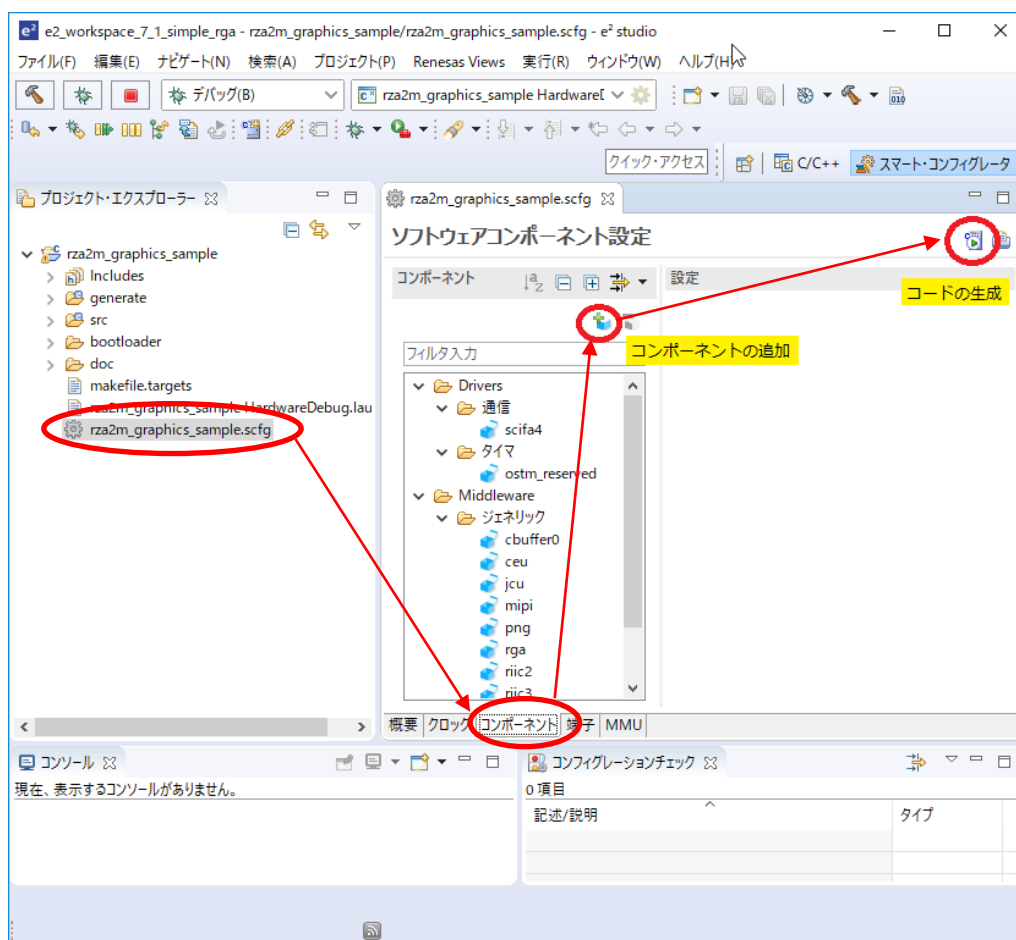 e² e2_workspace_7_1_simple_rga - rza2m_graphics_sample/rza2m_graphics_sample.scfg - e² studio
ファイル(F) 編集(E) ナビゲート(N) 検索(A) プロジェクト(P) Renesas Views 実行(R) ウィンドウ(W) ヘルプ(H)
デバッグ(B) rza2m_graphics_sample Hardware 010
クイック・アクセス C/C++ スマート・コンフィグレータ
プロジェクト・エクスプローラー
rza2m_graphics_sample
Includes
generate
src
bootloader
doc
makefile.targets
rza2m_graphics_sample HardwareDebug.lau
rza2m_graphics_sample.scfg
rza2m_graphics_sample.scfg
ソフトウェアコンポーネント設定
コードの生成
コンポーネント 設定
コンポーネントの追加
フィルタ入力
Drivers
通信
scifa4
タイマ
ostm_reserved
Middleware
ジェネリック
cbuffer0
ceu
jcu
mipi
png
rga
riic2
riic3
概要 クロック コンポーネント 端子 MMU
コンソール
現在、表示するコンソールがありません。
コンフィグレーションチェック
0 項目
記述/説明 タイプ